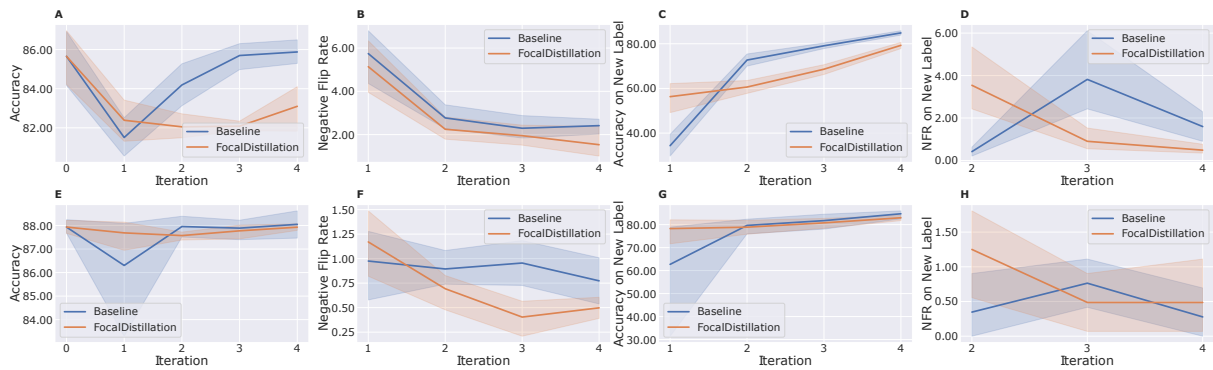 A
Accuracy
86.00
84.00
82.00
Baseline
FocalDistillation
0 1 2 3 4
Iteration
B
Negative Flip Rate
6.00
4.00
2.00
Baseline
FocalDistillation
1 2 3 4
Iteration
C
Accuracy on New Label
80.00
60.00
40.00
Baseline
FocalDistillation
1 2 3 4
Iteration
D
NFR on New Label
6.00
4.00
2.00
0.00
Baseline
FocalDistillation
2 3 4
Iteration
E
Accuracy
88.00
87.00
86.00
85.00
84.00
Baseline
FocalDistillation
0 1 2 3 4
Iteration
F
Negative Flip Rate
1.50
1.25
1.00
0.75
0.50
0.25
Baseline
FocalDistillation
1 2 3 4
Iteration
G
Accuracy on New Label
80.00
70.00
60.00
50.00
40.00
30.00
Baseline
FocalDistillation
1 2 3 4
Iteration
H
NFR on New Label
1.50
1.00
0.50
0.00
Baseline
FocalDistillation
2 3 4
Iteration